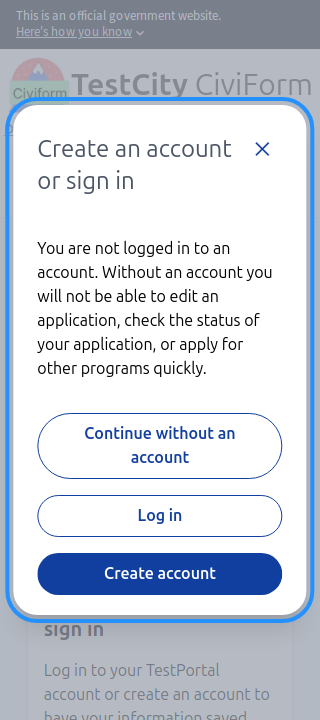 This is an official government website.
Here's how you know
Civiform
TestCity CiviForm
Create an account
or sign in
You are not logged in to an
account. Without an account you
will not be able to edit an
application, check the status of
your application, or apply for
other programs quickly.
Continue without an
account
Log in
Create account
sign in
Log in to your TestPortal
account or create an account to
have your information saved